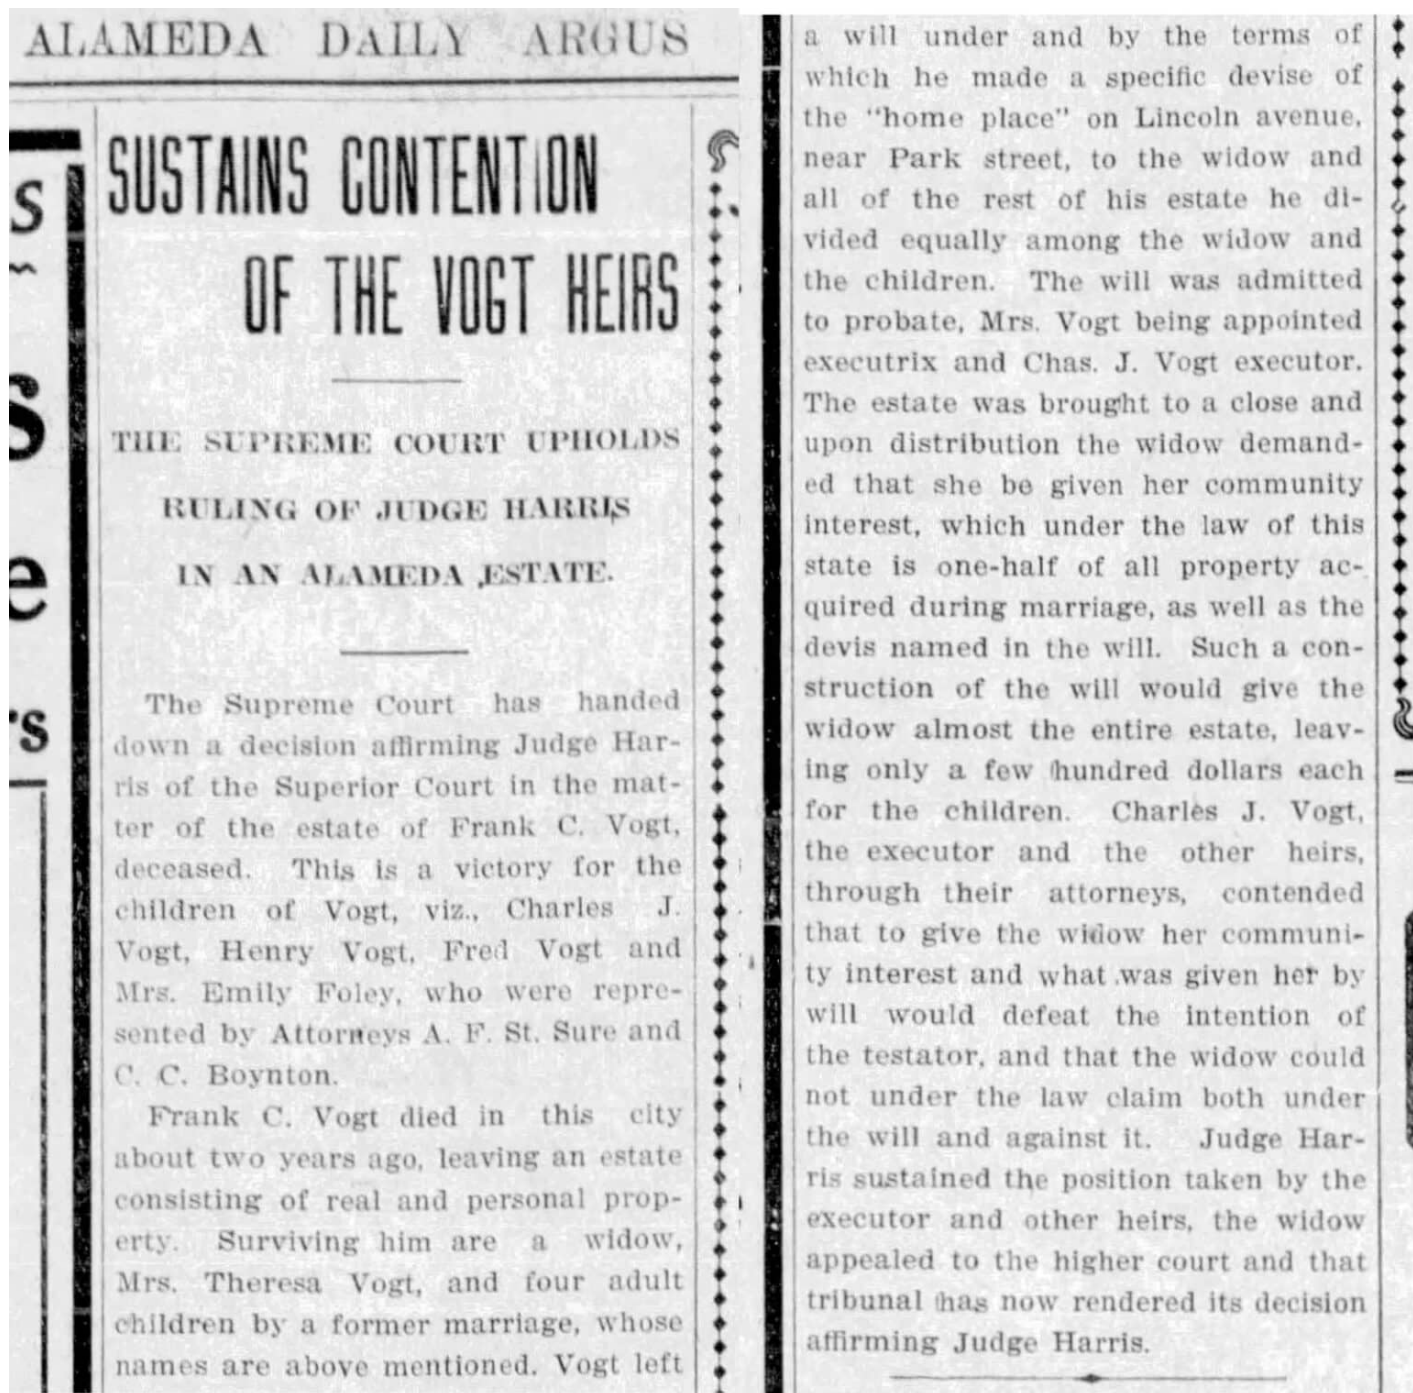 ALAMEDA DAILY ARGUS
SUSTAINS CONTENTION
OF THE VOGT HEIRS
THE SUPREME COURT UPHOLDS
RULING OF JUDGE HARRIS
IN AN ALAMEDA ESTATE.
The Supreme Court has handed
down a decision affirming Judge Har-
ris of the Superior Court in the mat-
ter of the estate of Frank C. Vogt,
deceased. This is a victory for the
children of Vogt, viz., Charles J.
Vogt, Henry Vogt, Fred Vogt and
Mrs. Emily Foley, who were repre-
sented by Attorneys A. F. St. Sure and
C. C. Boynton.
Frank C. Vogt died in this city
about two years ago, leaving an estate
consisting of real and personal prop-
erty. Surviving him are a widow,
Mrs. Theresa Vogt, and four adult
children by a former marriage, whose
names are above mentioned. Vogt left
a will under and by the terms of
which he made a specific devise of
the "home place" on Lincoln avenue,
near Park street, to the widow and
all of the rest of his estate he di-
vided equally among the widow and
the children. The will was admitted
to probate, Mrs. Vogt being appointed
executrix and Chas. J. Vogt executor.
The estate was brought to a close and
upon distribution the widow demand-
ed that she be given her community
interest, which under the law of this
state is one-half of all property ac-
quired during marriage, as well as the
devis named in the will. Such a con-
struction of the will would give the
widow almost the entire estate, leav-
ing only a few hundred dollars each
for the children. Charles J. Vogt,
the executor and the other heirs,
through their attorneys, contended
that to give the widow her communi-
ty interest and what was given her by
will would defeat the intention of
the testator, and that the widow could
not under the law claim both under
the will and against it. Judge Har-
ris sustained the position taken by the
executor and other heirs, the widow
appealed to the higher court and that
tribunal has now rendered its decision
affirming Judge Harris.